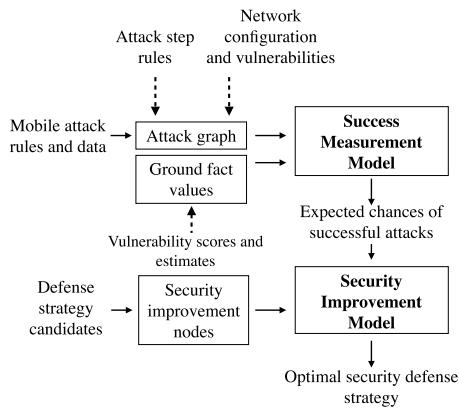 Network
configuration
and vulnerabilities
Attack step
rules
Mobile attack
rules and data
Attack graph
Ground fact
values
Success
Measurement
Model
Expected chances of
successful attacks
Vulnerability scores and
estimates
Defense
strategy
candidates
Security
improvement
nodes
Security
Improvement
Model
Optimal security defense
strategy